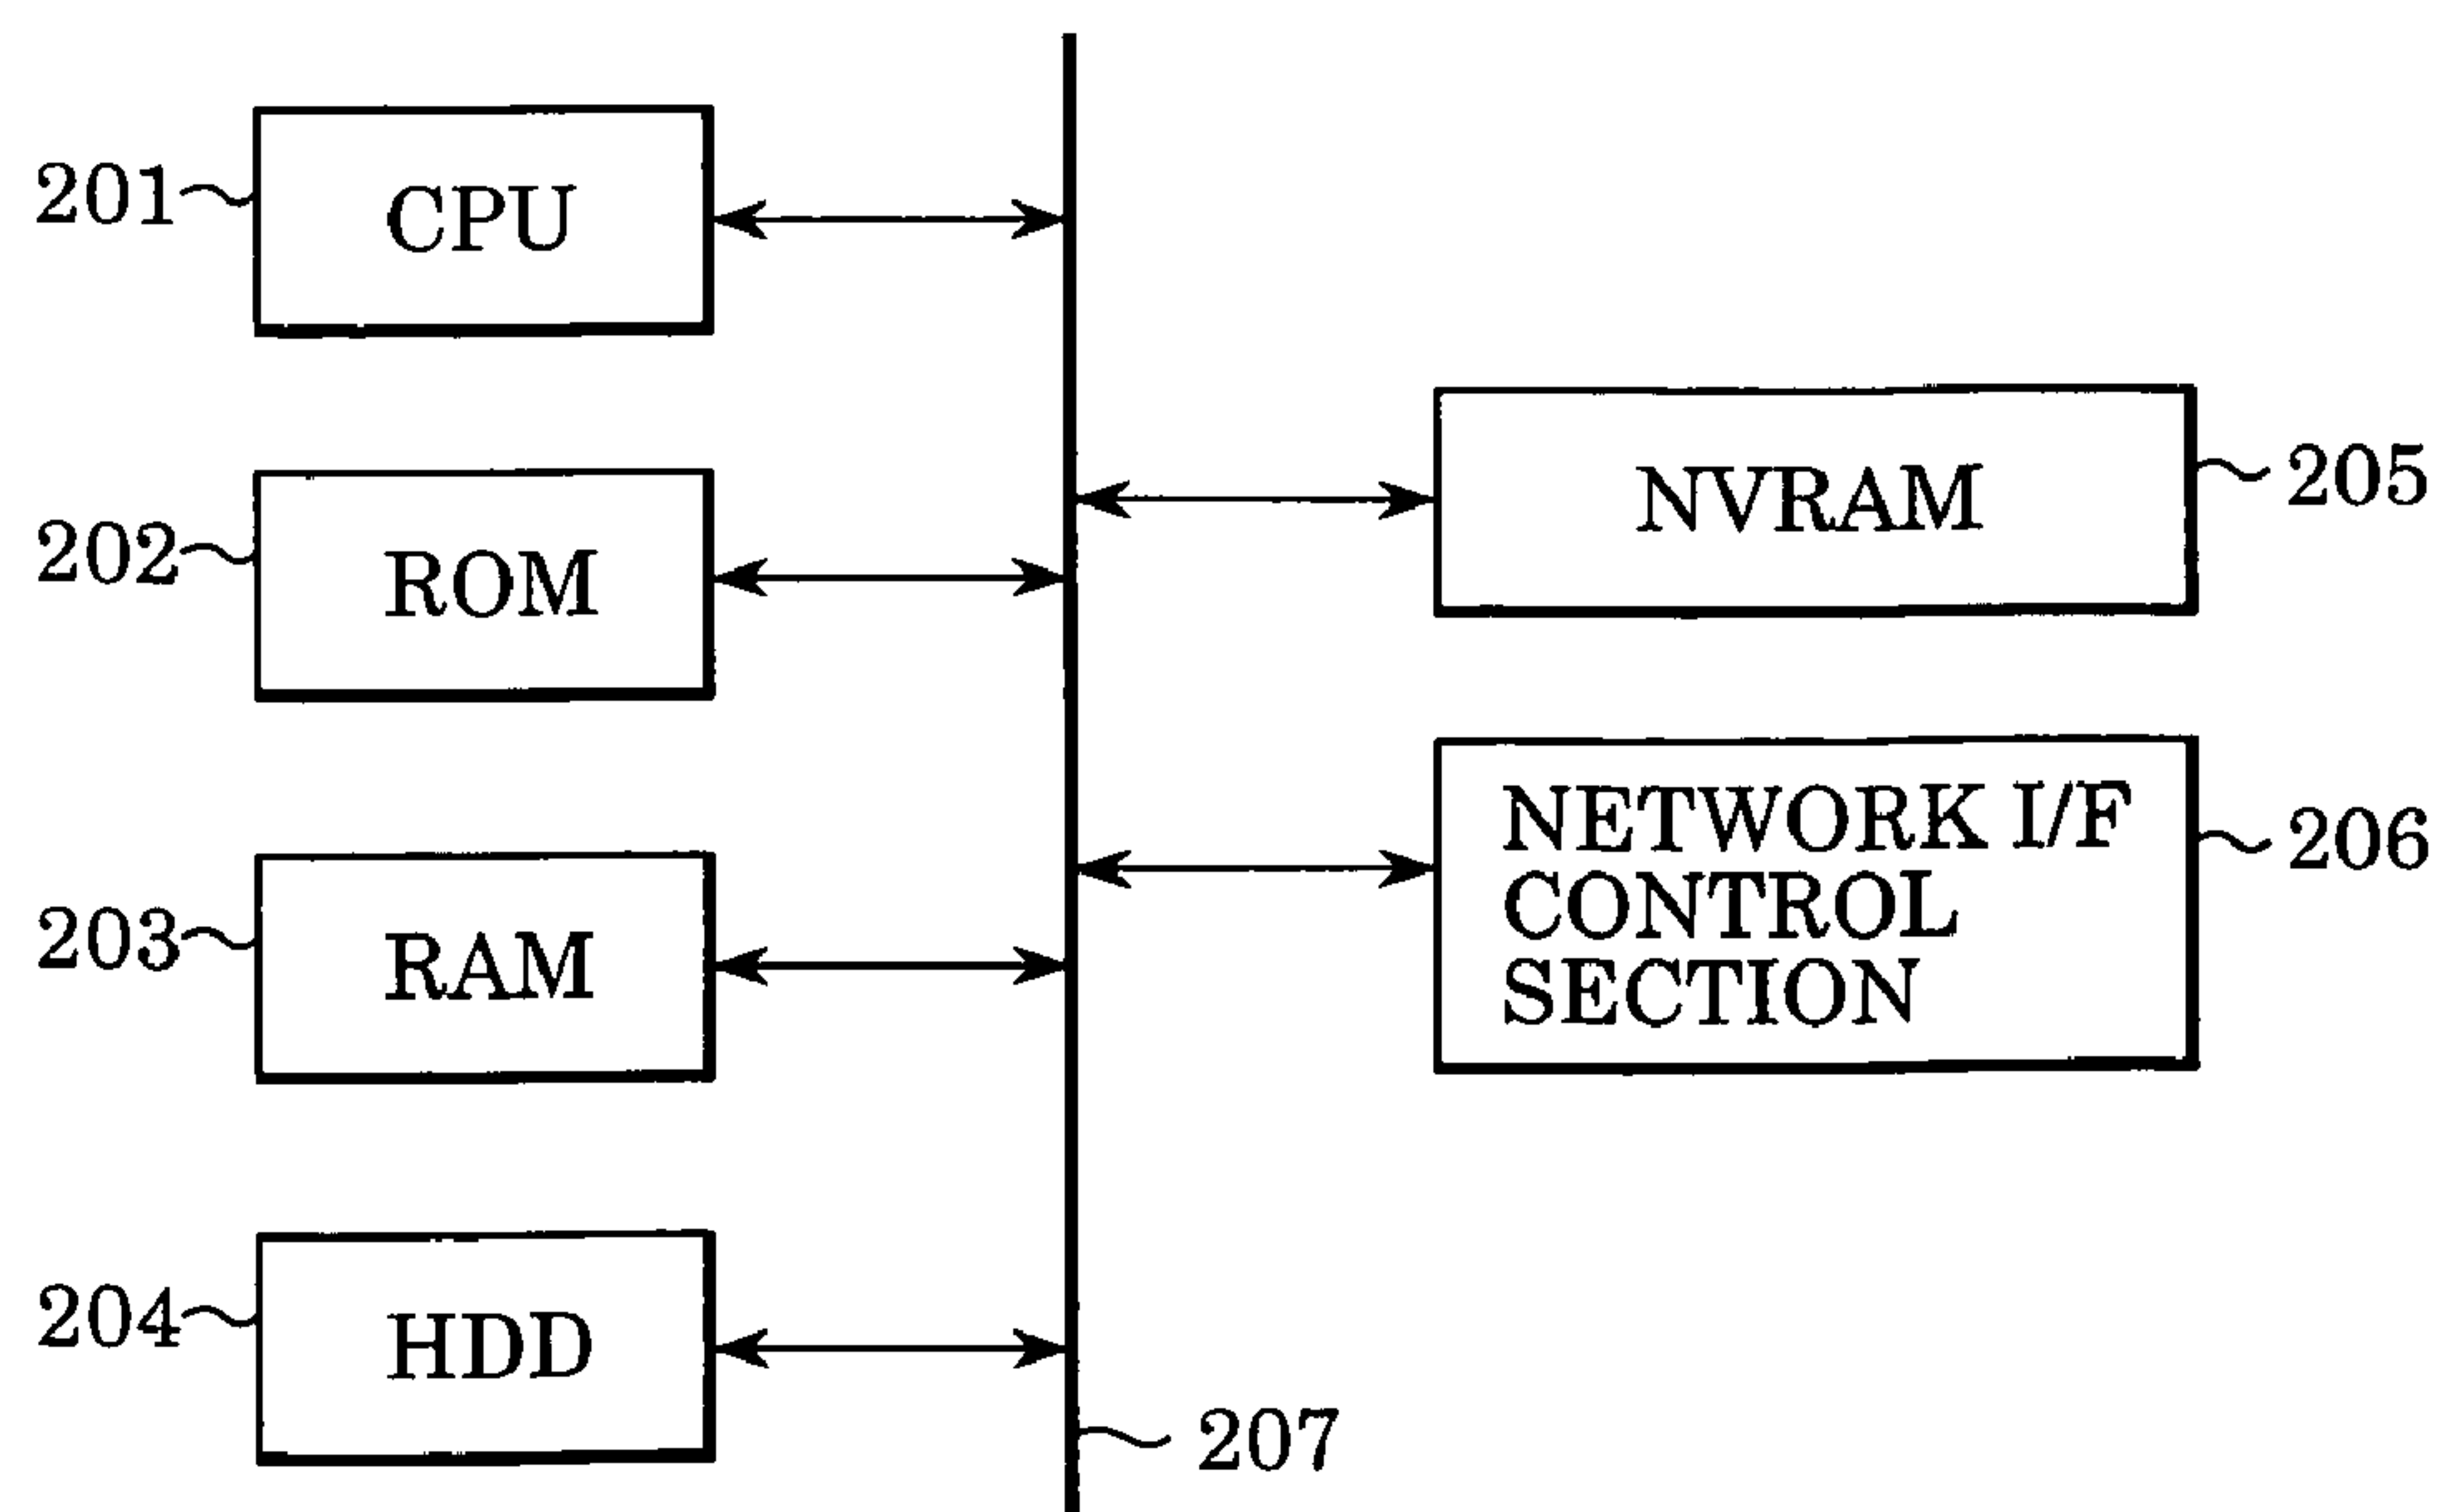 201
CPU
202
ROM
203
RAM
204
HDD
NVRAM
205
NETWORK I/F
CONTROL
SECTION
206
207